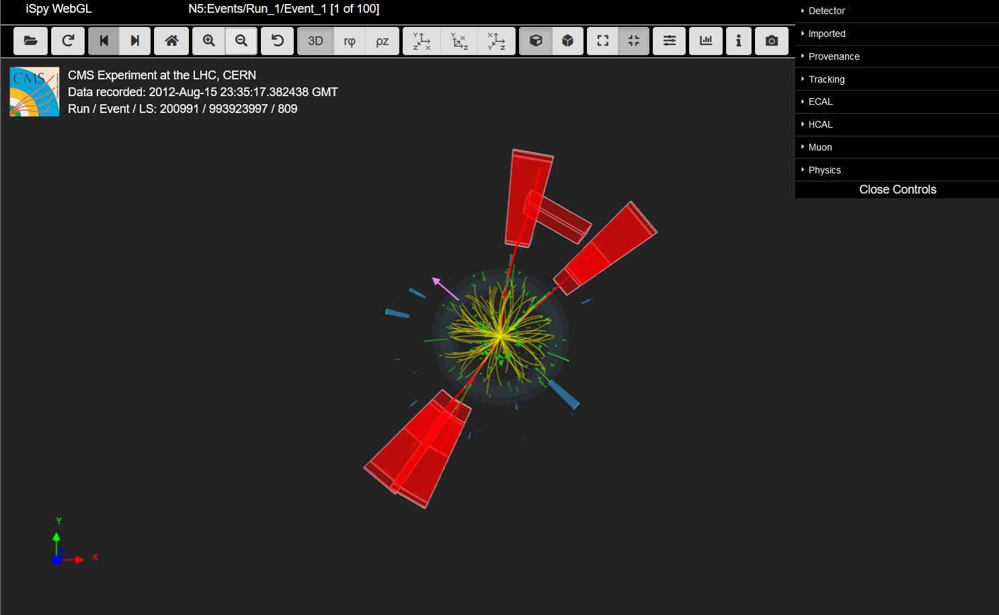 iSpy WebGL
N5:Events/Run_1/Event_1 [1 of 100]
3D
rφ
ρz
Y
Z X
Y
X
Z
X
Y Z
CMS
CMS Experiment at the LHC, CERN
Data recorded: 2012-Aug-15 23:35:17.382438 GMT
Run / Event / LS: 200991 / 993923997 / 809
Detector
Imported
Provenance
Tracking
ECAL
HCAL
Muon
Physics
Close Controls
Y
Z
X